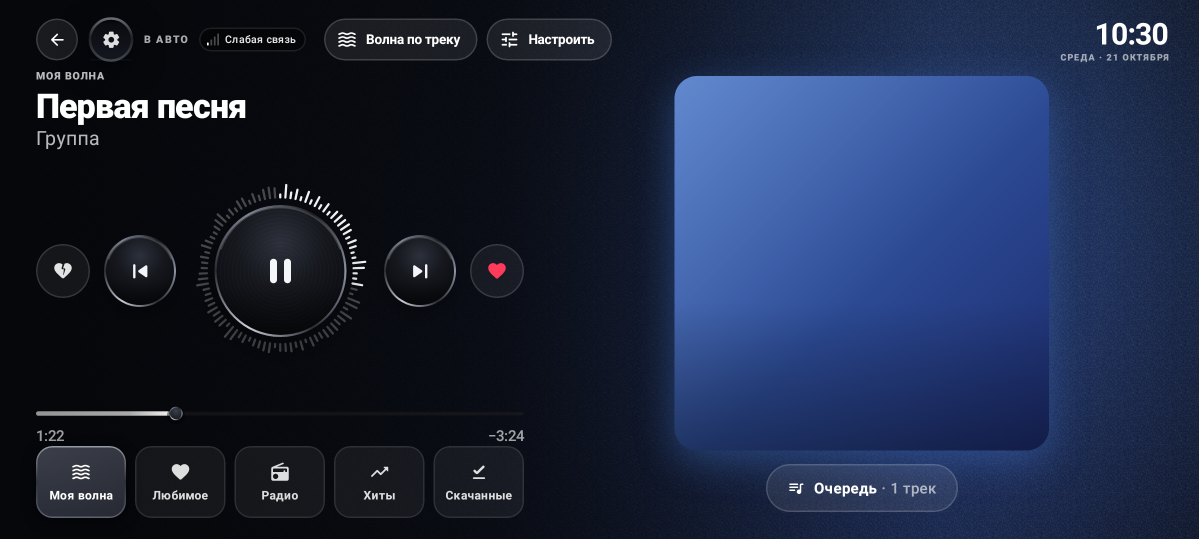 В АВТО
Слабая связь
Волна по треку
Настроить
10:30
СРЕДА · 21 ОКТЯБРЯ
МОЯ ВОЛНА
Первая песня
Группа
1:22
−3:24
Моя волна
Любимое
Радио
Хиты
Скачанные
Очередь · 1 трек